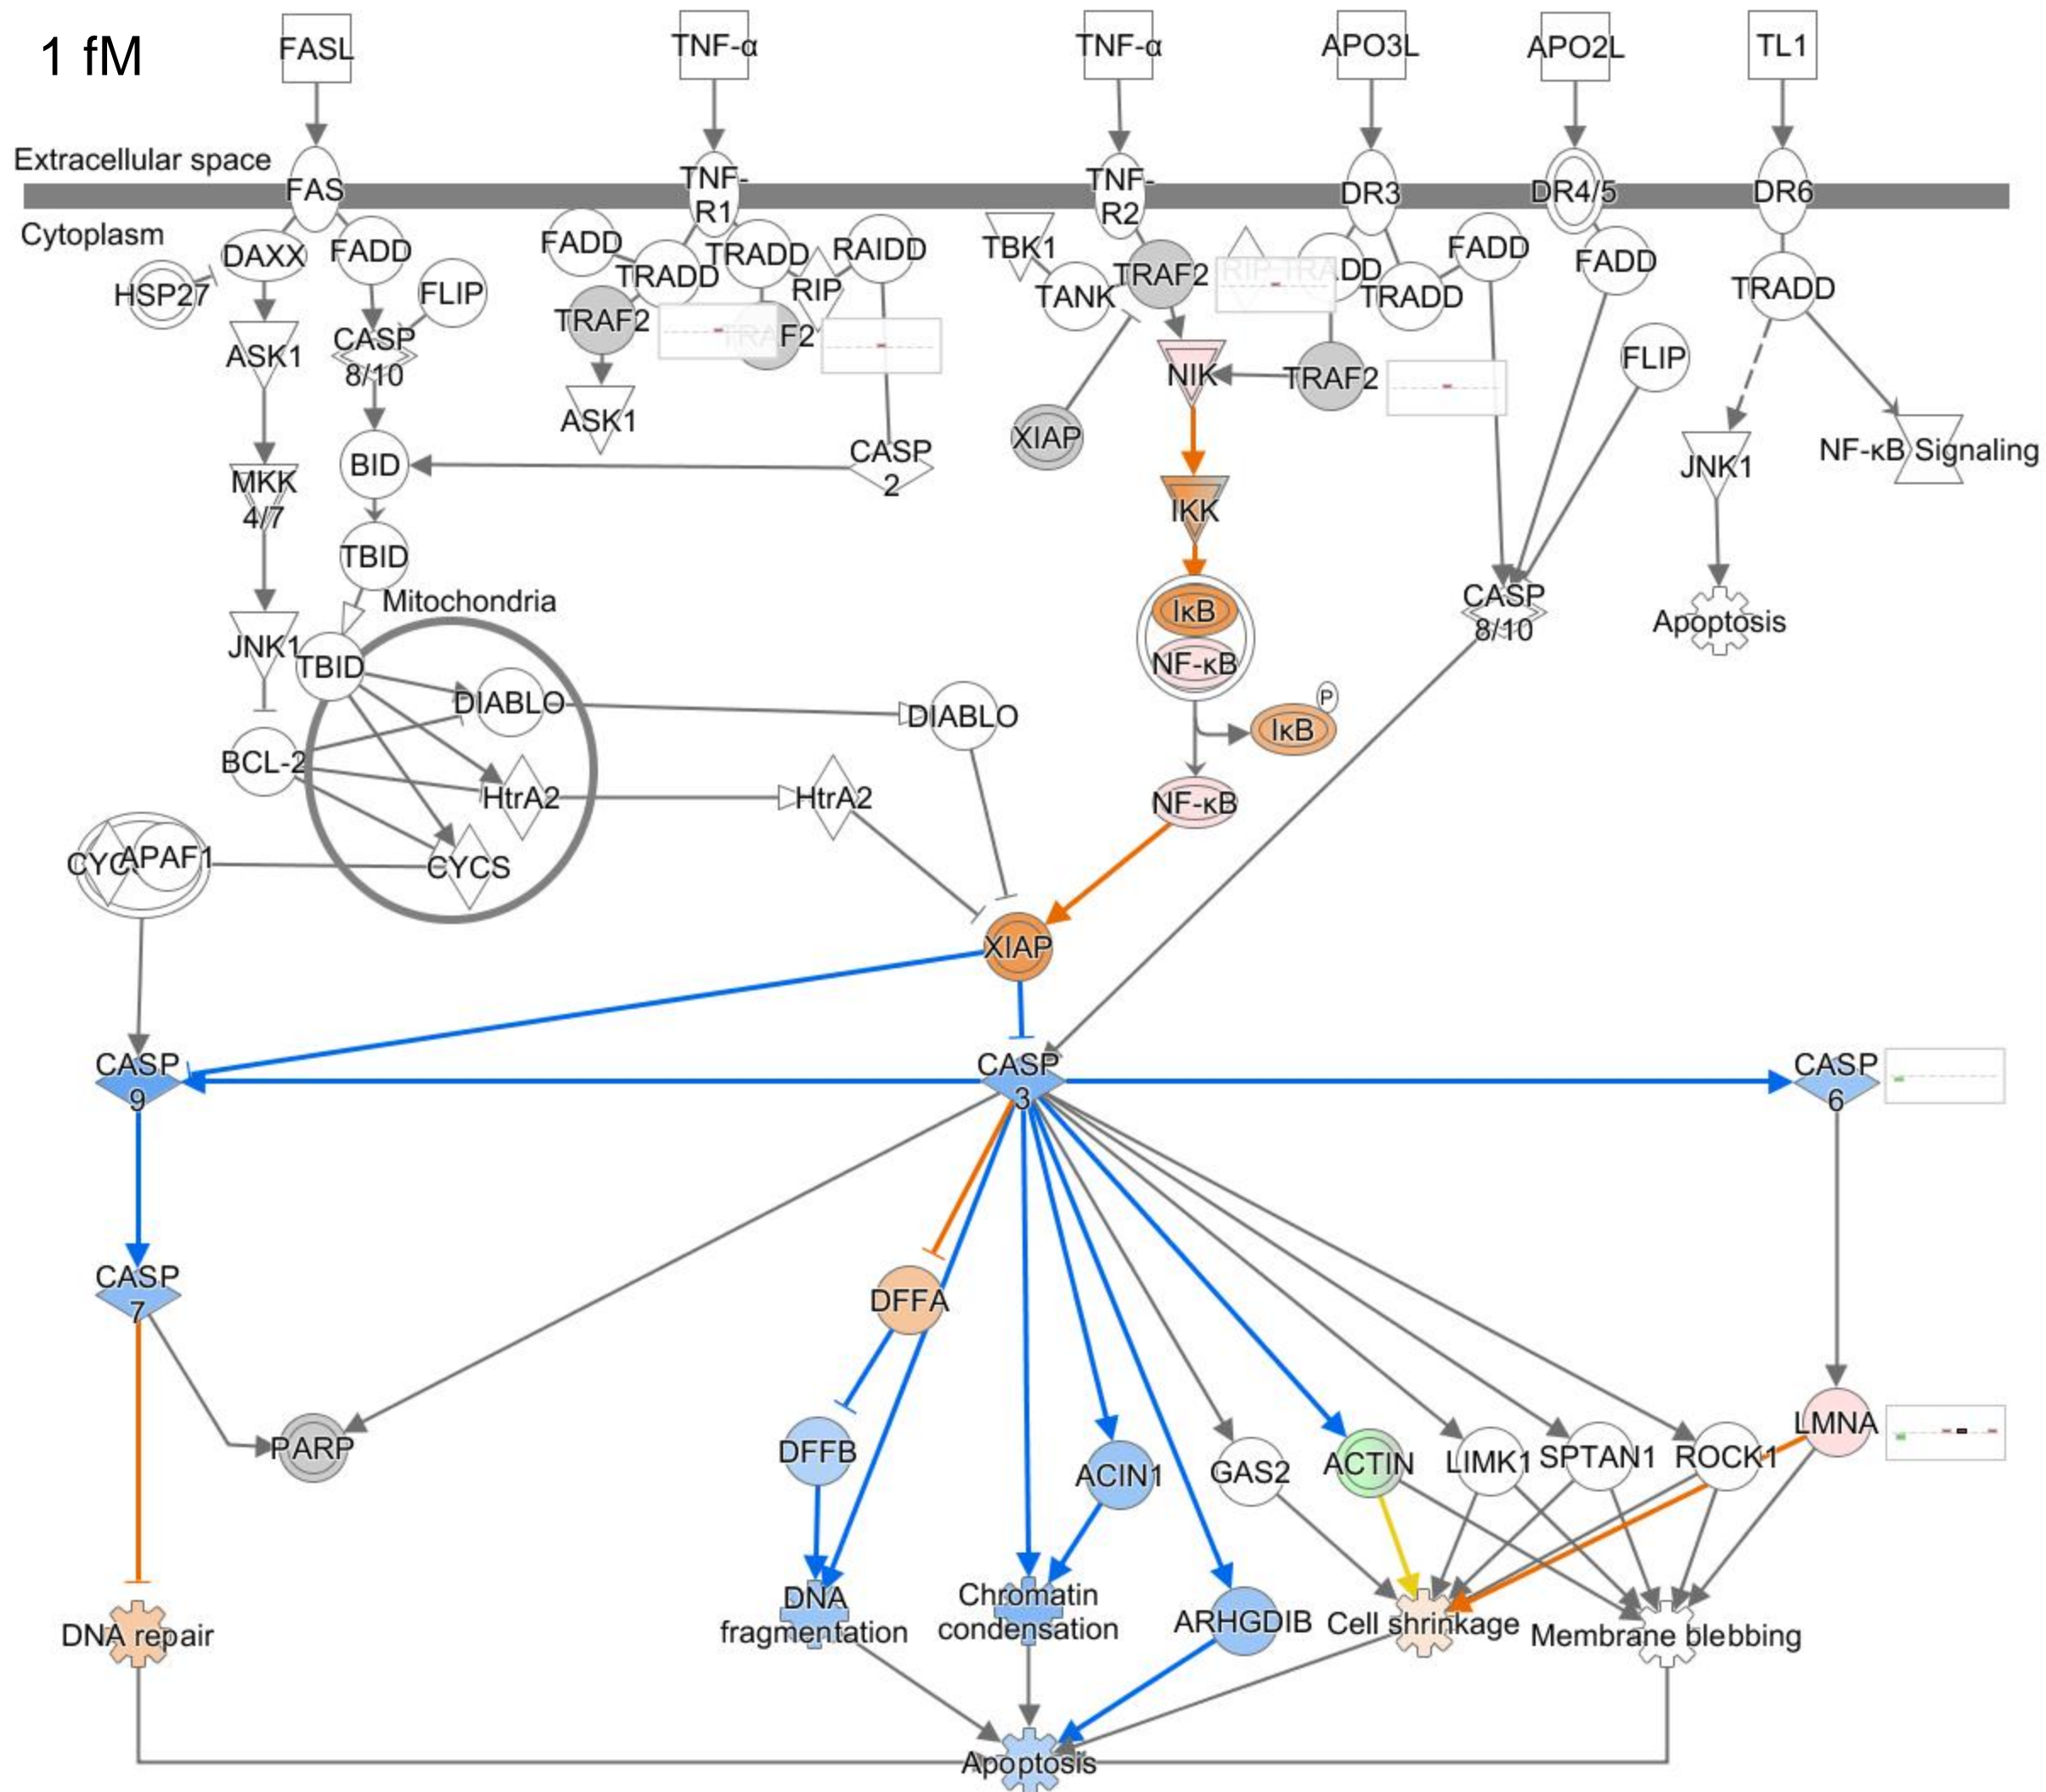 1 fM
FASL
TNF-α
TNF-α
APO3L
APO2L
TL1
Extracellular space
FAS
TNF-
R1
TNF-
R2
DR3
DR4/5
DR6
Cytoplasm
HSP27
DAXX
FADD
FLIP
FADD
TRADD
TRADD
RIP
RAIDD
TBK1
TANK
TRAF2
RIP
TRADD
TRADD
FADD
FADD
TRADD
ASK1
CASP
8/10
TRAF2
TRAF2
NIK
TRAF2
FLIP
ASK1
XIAP
MKK
4/7
BID
CASP
2
IKK
JNK1
NF-κB Signaling
TBID
Mitochondria
IκB
NF-κB
CASP
8/10
Apoptosis
JNK1
TBID
DIABLO
DIABLO
P
IκB
BCL-2
HtrA2
HtrA2
NF-κB
APAF1
CYCS
XIAP
CASP
9
CASP
3
CASP
6
CASP
7
DFFA
PARP
DFFB
ACIN1
GAS2
ACTIN
LIMK1
SPTAN1
ROCK1
LMNA
DNA repair
DNA
fragmentation
Chromatin
condensation
ARHGDIB
Cell shrinkage
Membrane blebbing
Apoptosis